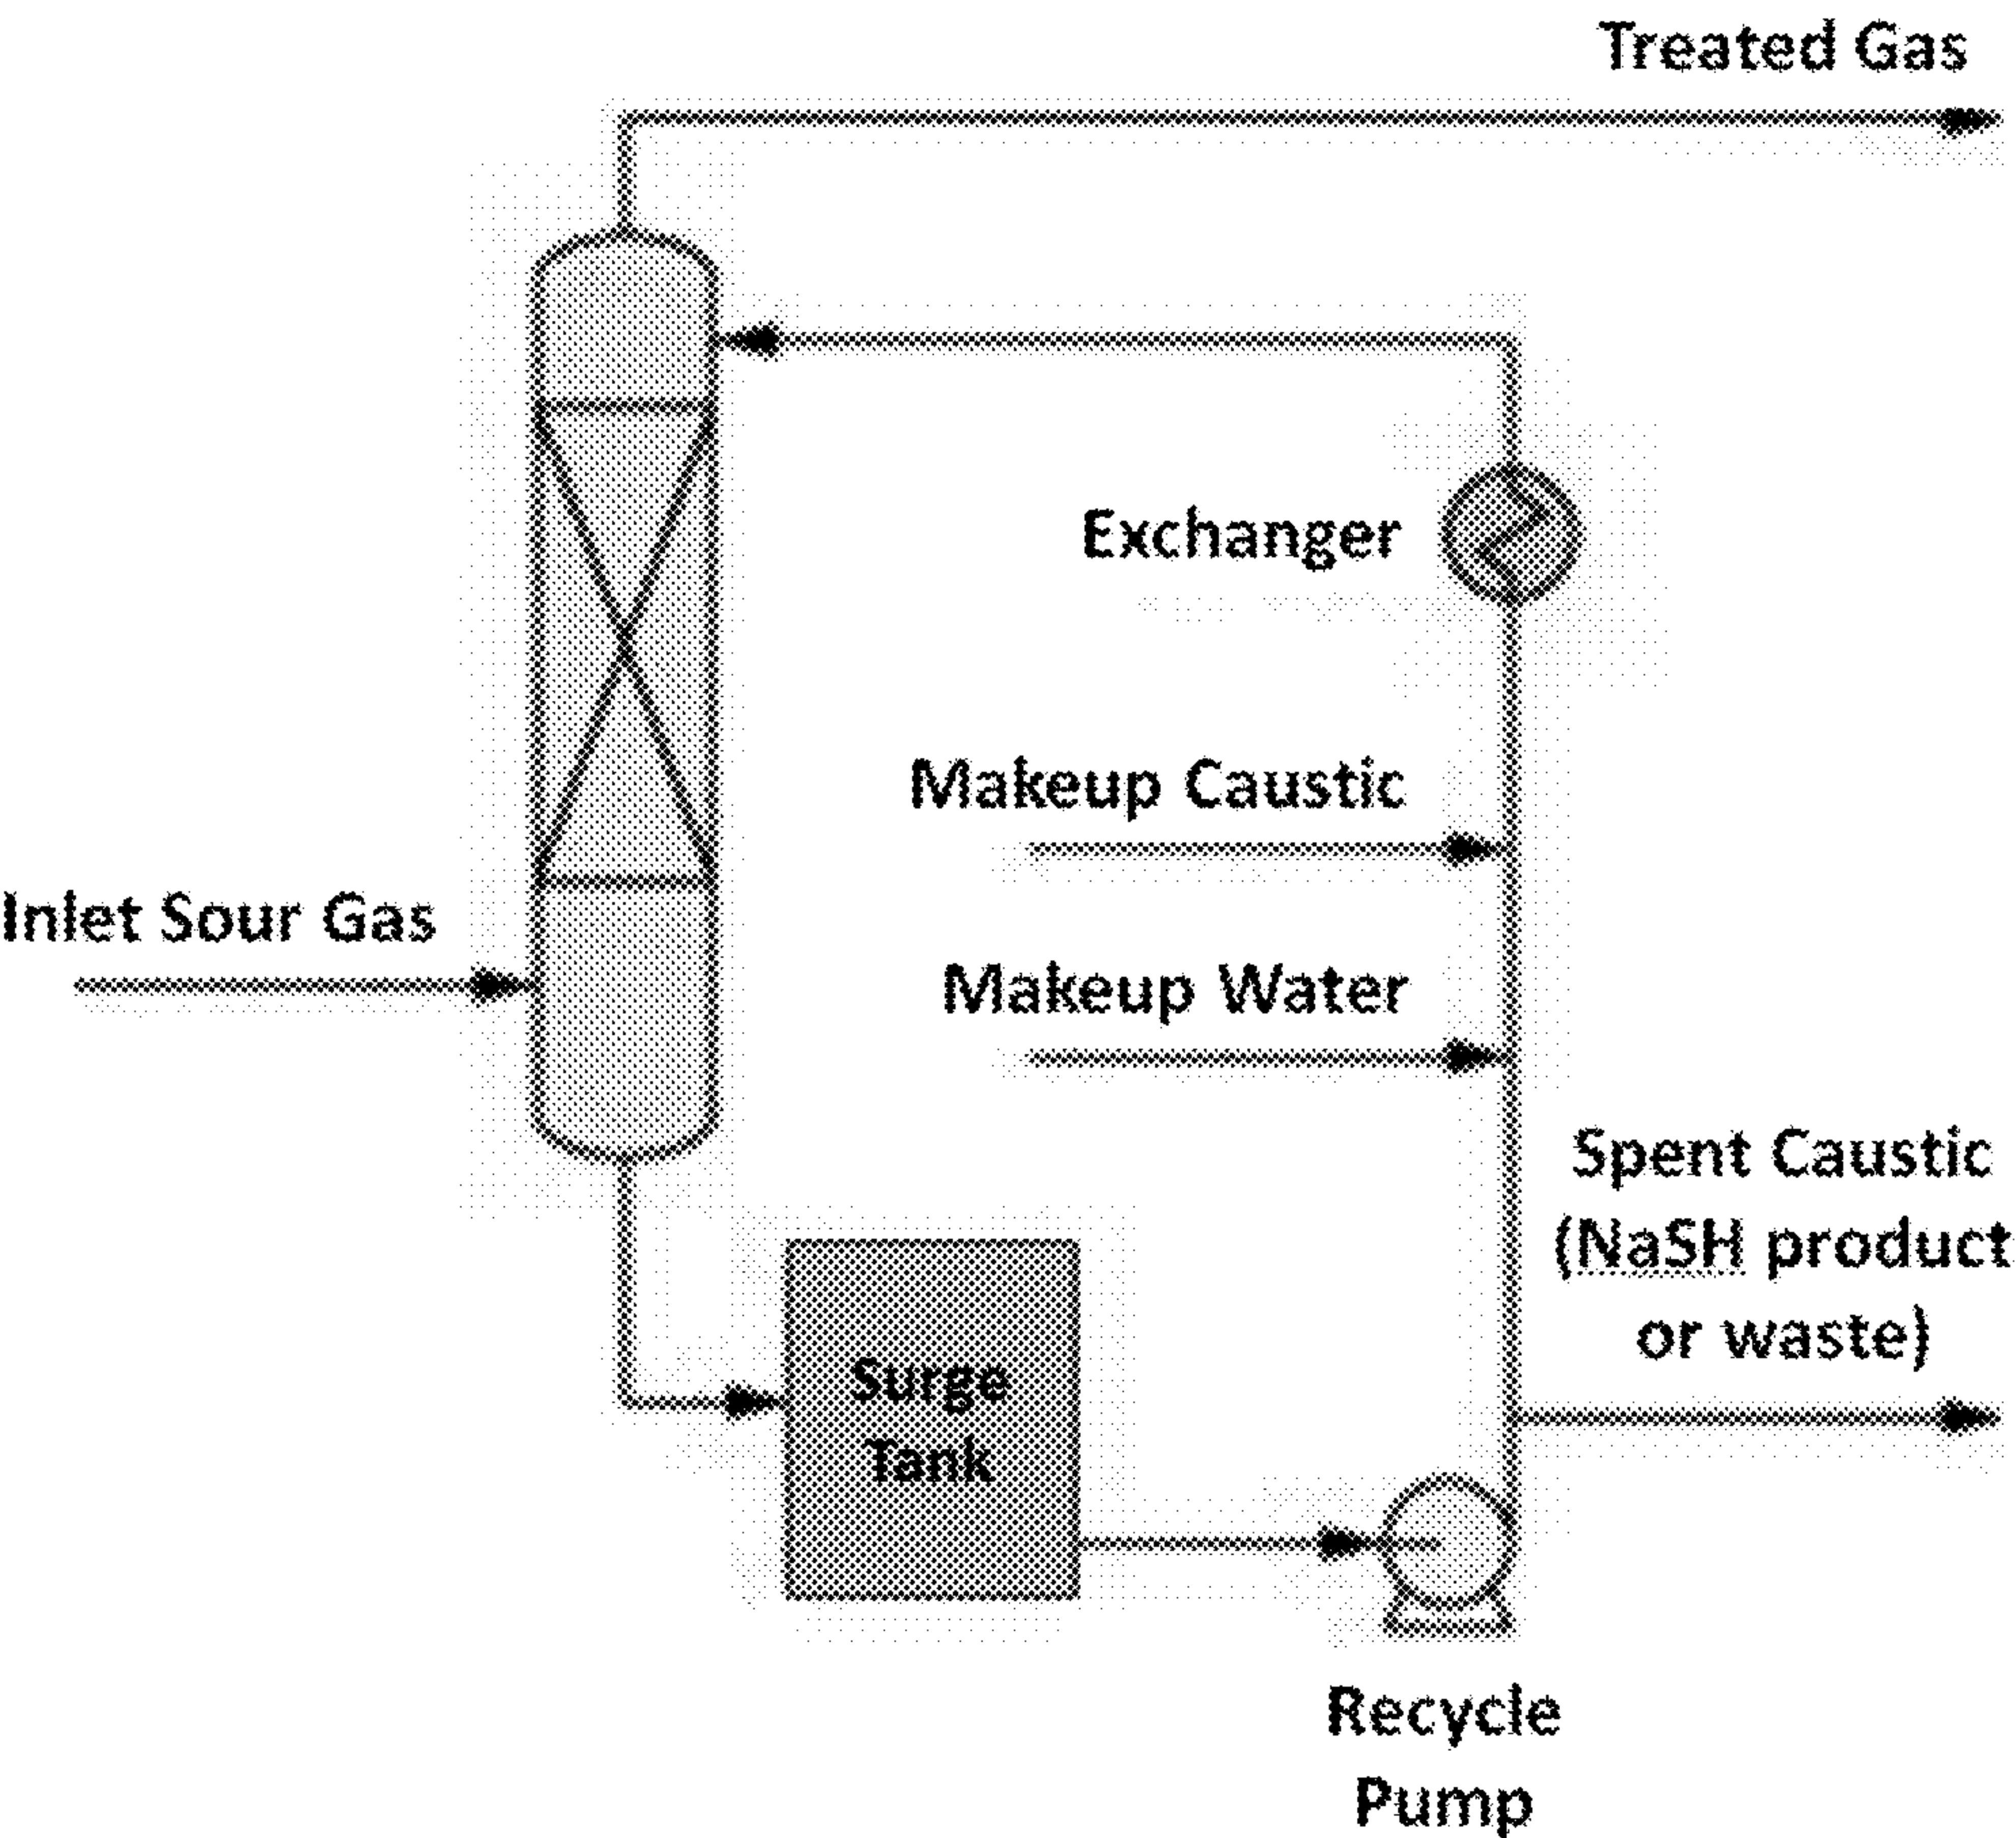 Treated Gas
Exchanger
Makeup Caustic
Inlet Sour Gas
Makeup Water
Spent Caustic
(NaSH product
or waste)
Surge
Tank
Recycle
Pump